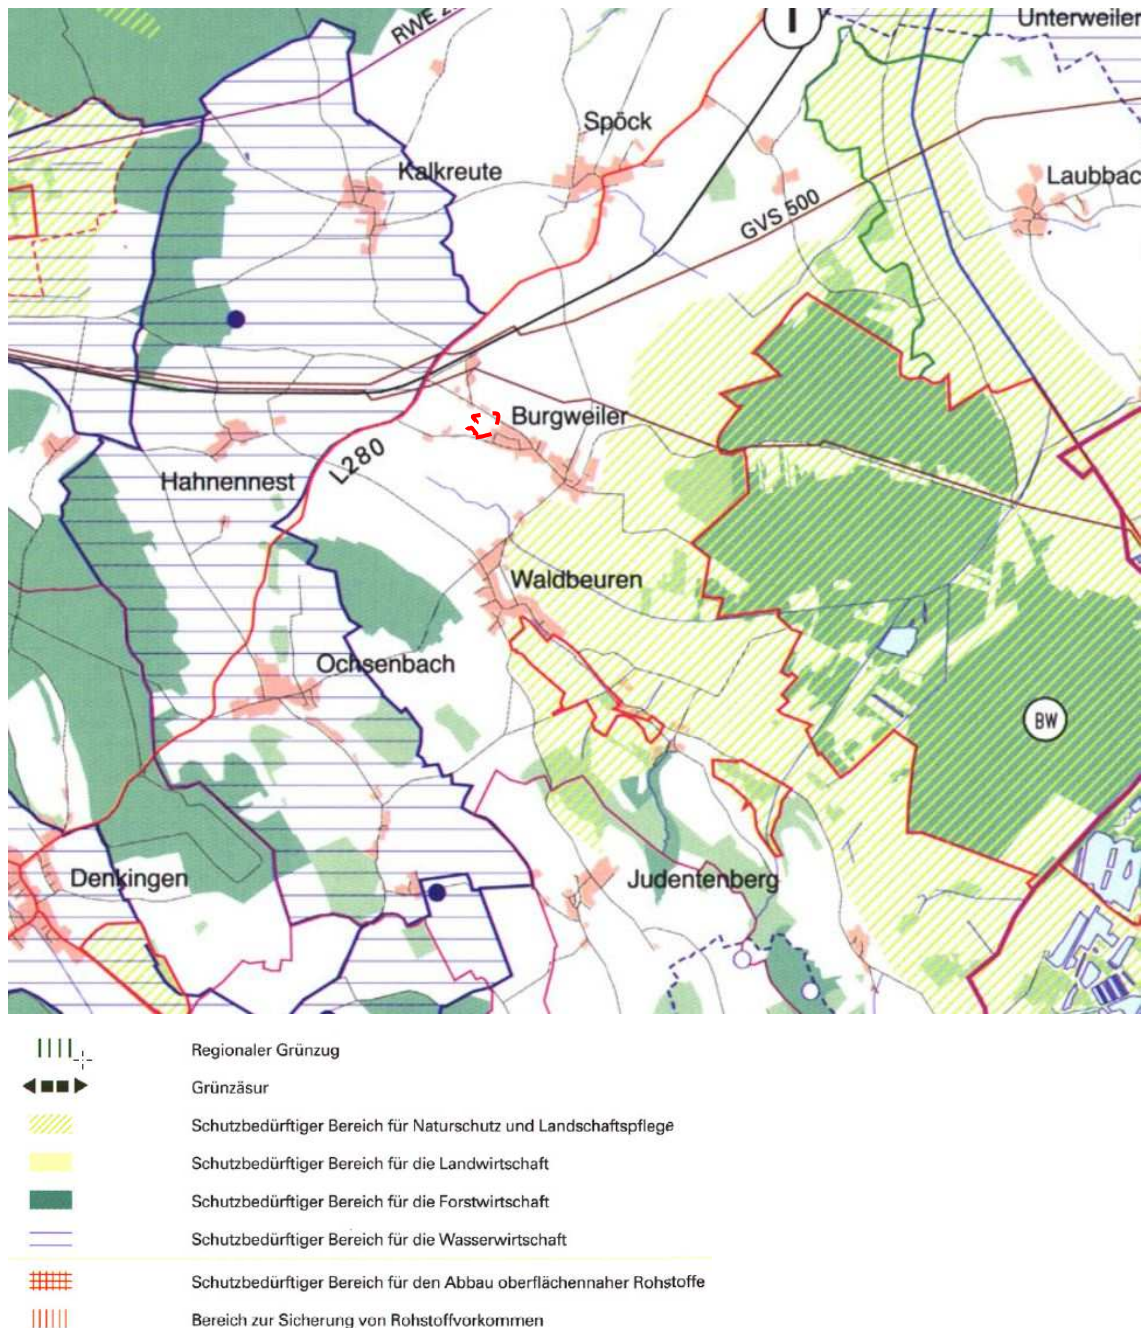 RWE 2
I
Unterweiler
Spöck
Kalkreute
Laubbac
GVS 500
Burgweiler
L280
Hahnennest
Waldbeuren
Ochsenbach
BW
Denkingen
Judentenberg
Regionaler Grünzug
Grünzäsur
Schutzbedürftiger Bereich für Naturschutz und Landschaftspflege
Schutzbedürftiger Bereich für die Landwirtschaft
Schutzbedürftiger Bereich für die Forstwirtschaft
Schutzbedürftiger Bereich für die Wasserwirtschaft
Schutzbedürftiger Bereich für den Abbau oberflächennaher Rohstoffe
Bereich zur Sicherung von Rohstoffvorkommen